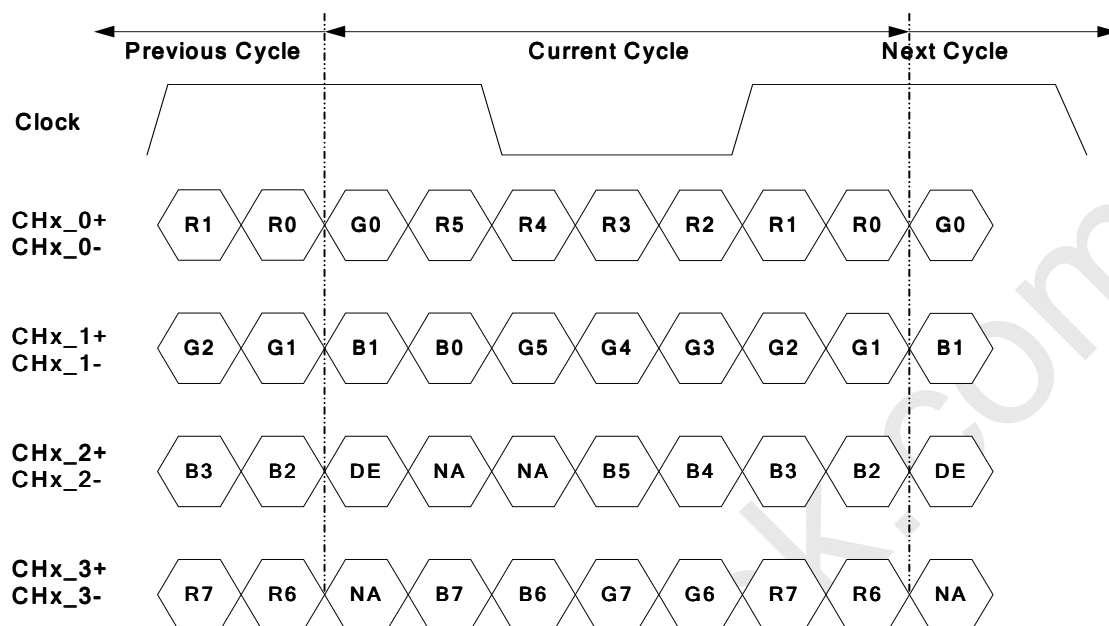 Previous Cycle Current Cycle Next Cycle
Clock
CHx_0+
CHx_0-
R1 R0 G0 R5 R4 R3 R2 R1 R0 G0
CHx_1+
CHx_1-
G2 G1 B1 B0 G5 G4 G3 G2 G1 B1
CHx_2+
CHx_2-
B3 B2 DE NA NA B5 B4 B3 B2 DE
CHx_3+
CHx_3-
R7 R6 NA B7 B6 G7 G6 R7 R6 NA
k.com